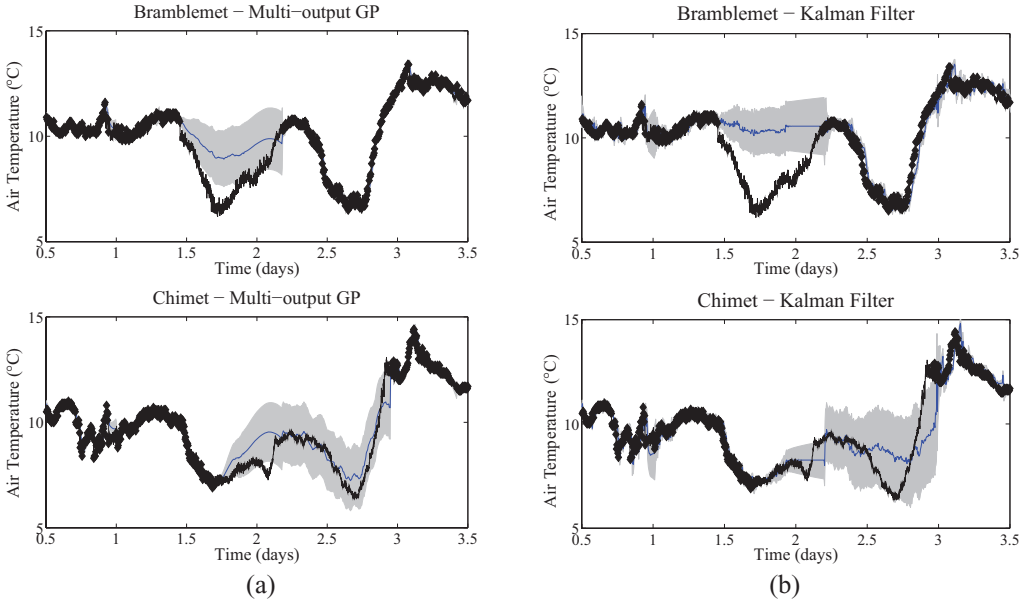 Bramblemet − Multi−output GP
15
10
5
Air Temperature (°C)
0.5 1 1.5 2 2.5 3 3.5
Time (days)
Bramblemet − Kalman Filter
15
10
5
Air Temperature (°C)
0.5 1 1.5 2 2.5 3 3.5
Time (days)
Chimet − Multi−output GP
15
10
5
Air Temperature (°C)
0.5 1 1.5 2 2.5 3 3.5
Time (days)
Chimet − Kalman Filter
15
10
5
Air Temperature (°C)
0.5 1 1.5 2 2.5 3 3.5
Time (days)
(a)
(b)